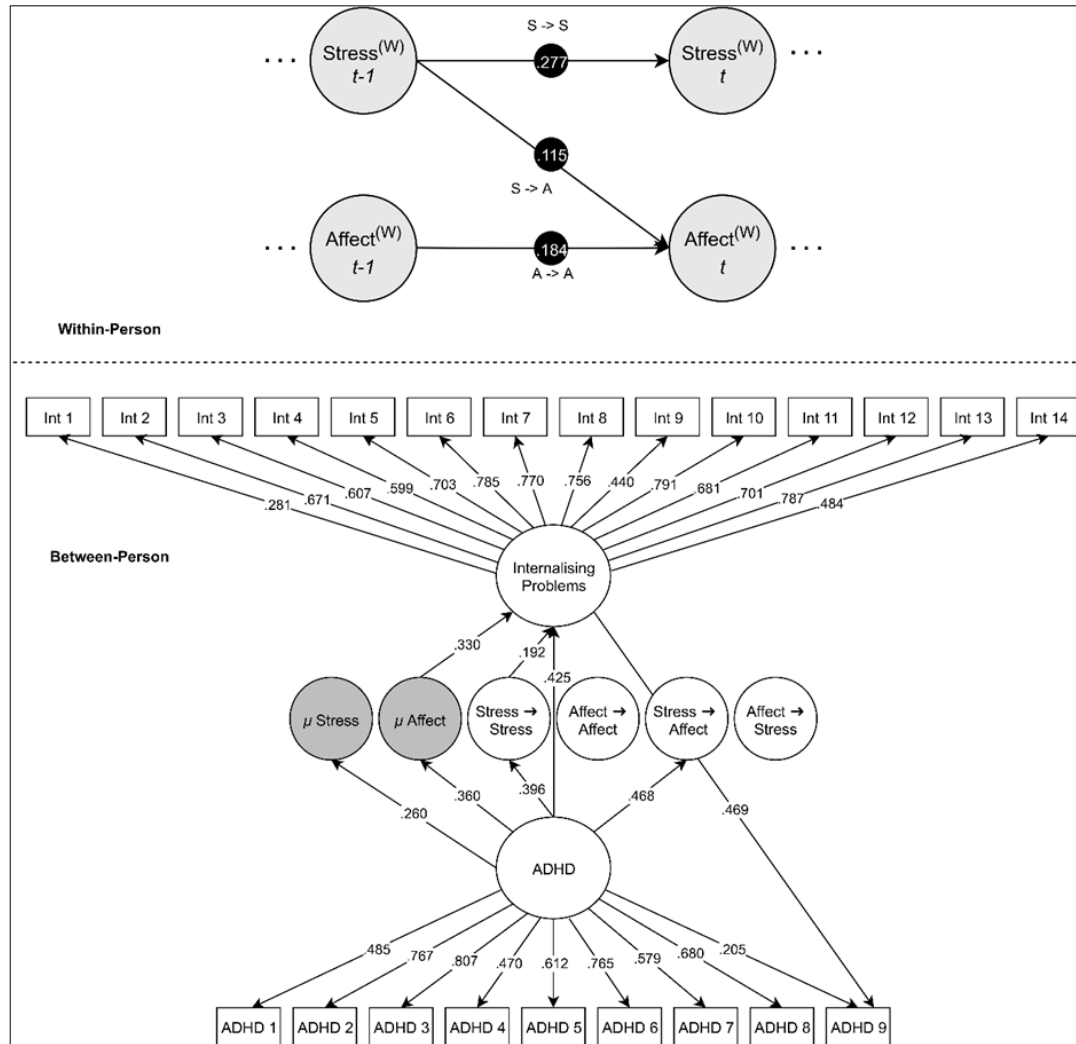 S -> S
. . . Stress(W) .277 Stress(W) . . .
t-1 t
.115
S -> A
. . . Affect(W) .184 Affect(W) . . .
t-1 t
A -> A
Within-Person
Int 1 Int 2 Int 3 Int 4 Int 5 Int 6 Int 7 Int 8 Int 9 Int 10 Int 11 Int 12 Int 13 Int 14
.281 .671 .607 .599 .703 .785 .770 .756 .440 .791 .681 .701 .787 .484
Between-Person
Internalising
Problems
.330 .192 .425
μ Stress
μ Affect
Stress →
Stress
Affect →
Affect
Stress →
Affect
Affect →
Stress
.260 .360 .396 .468 .469
ADHD
.485 .767 .807 .470 .612 .765 .579 .680 .205
ADHD 1 ADHD 2 ADHD 3 ADHD 4 ADHD 5 ADHD 6 ADHD 7 ADHD 8 ADHD 9